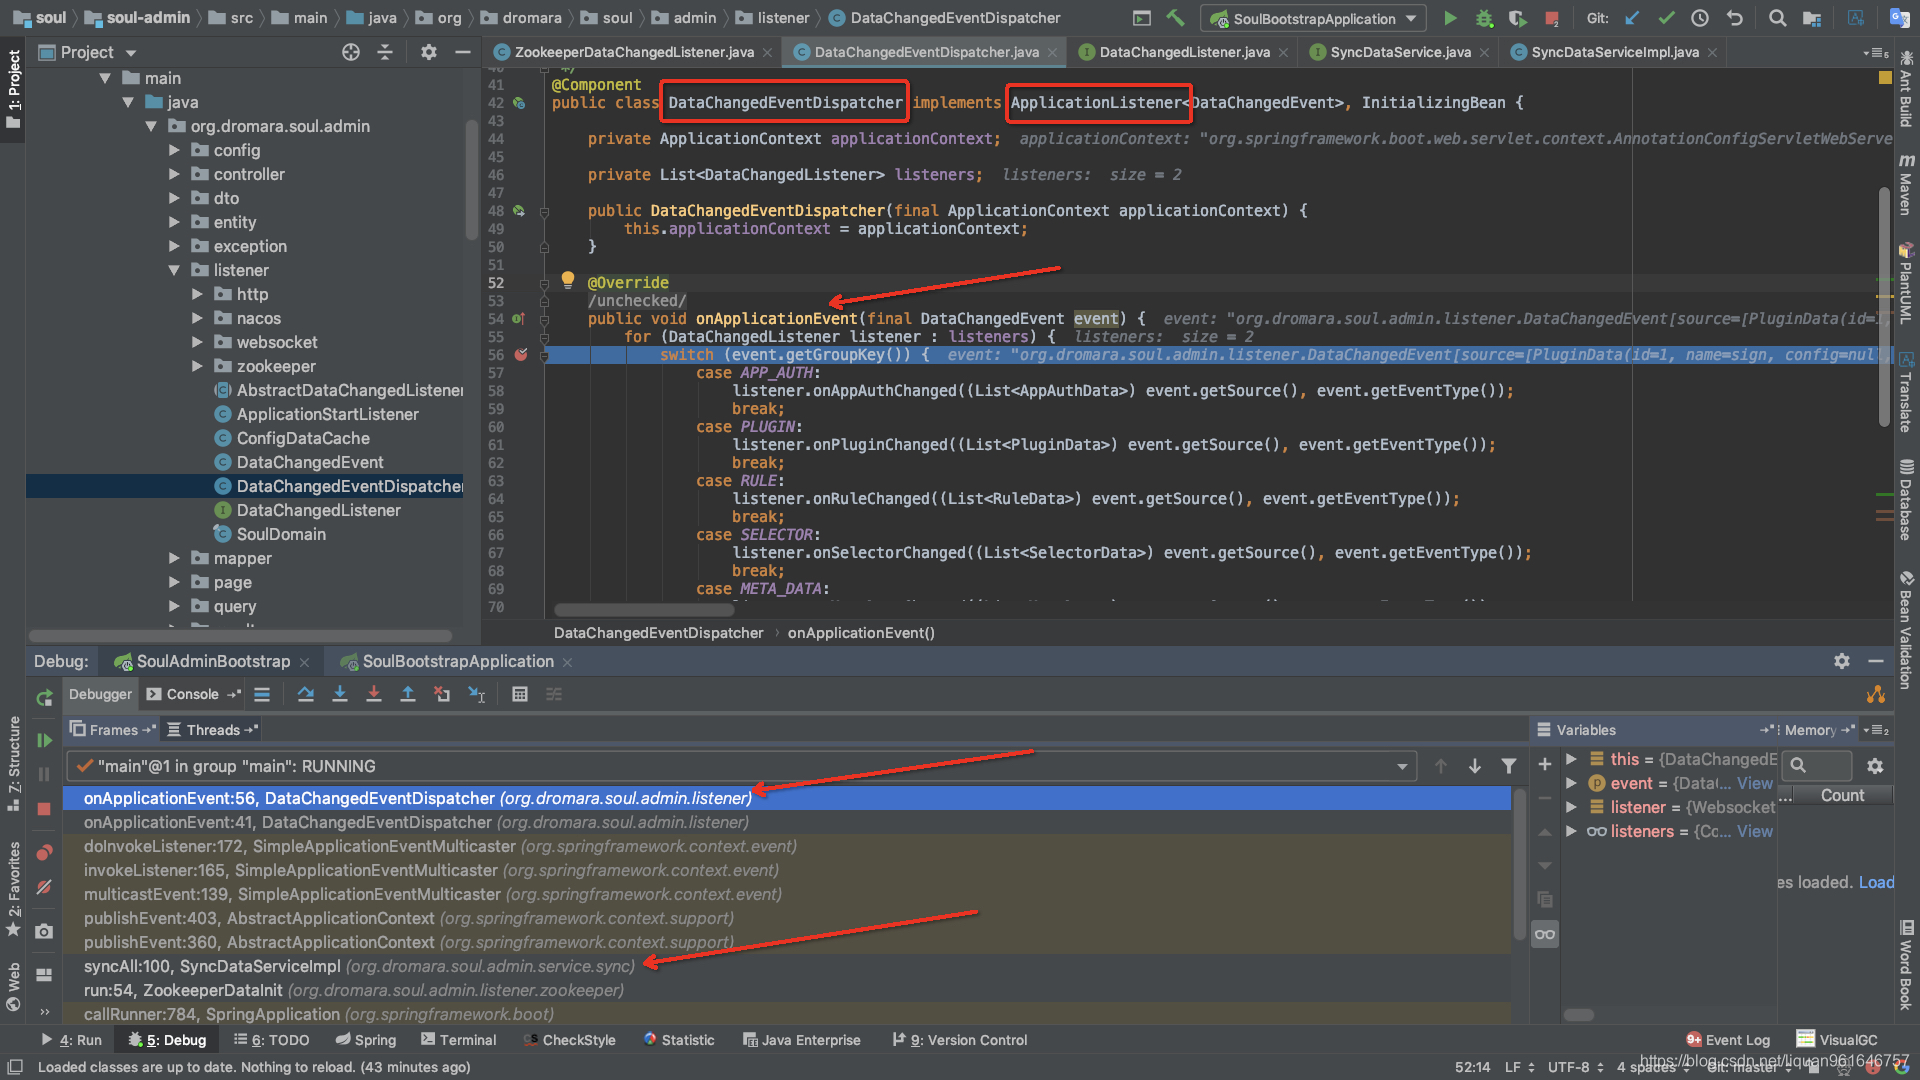 soul soul-admin src main java org dromara soul admin listener DataChangedEventDispatcher SoulBootstrapApplication Git:
Project
ZookeeperDataChangedListener.java DataChangedEventDispatcher.java DataChangedListener.java SyncDataService.java SyncDataServiceImpl.java
main
java
org.dromara.soul.admin
config
controller
dto
entity
exception
listener
http
nacos
websocket
zookeeper
AbstractDataChangedListener
ApplicationStartListener
ConfigDataCache
DataChangedEvent
DataChangedEventDispatcher
DataChangedListener
SoulDomain
mapper
page
query
41 @Component
42 public class DataChangedEventDispatcher implements ApplicationListener<DataChangedEvent>, InitializingBean {
43
44 private ApplicationContext applicationContext; applicationContext: "org.springframework.boot.web.servlet.context.AnnotationConfigServletWebServe
45
46 private List<DataChangedListener> listeners; listeners: size = 2
47
48 public DataChangedEventDispatcher(final ApplicationContext applicationContext) {
49 this.applicationContext = applicationContext;
50 }
51
52 @Override
53 /unchecked/
54 public void onApplicationEvent(final DataChangedEvent event) { event: "org.dromara.soul.admin.listener.DataChangedEvent[source=[PluginData(id=1,
55 for (DataChangedListener listener : listeners) { listeners: size = 2
56 switch (event.getGroupKey()) { event: "org.dromara.soul.admin.listener.DataChangedEvent[source=[PluginData(id=1, name=sign, config=null,
57 case APP_AUTH:
58 listener.onAppAuthChanged((List<AppAuthData>) event.getSource(), event.getEventType());
59 break;
60 case PLUGIN:
61 listener.onPluginChanged((List<PluginData>) event.getSource(), event.getEventType());
62 break;
63 case RULE:
64 listener.onRuleChanged((List<RuleData>) event.getSource(), event.getEventType());
65 break;
66 case SELECTOR:
67 listener.onSelectorChanged((List<SelectorData>) event.getSource(), event.getEventType());
68 break;
69 case META_DATA:
70
DataChangedEventDispatcher onApplicationEvent()
1: Project
Z: Structure
2: Favorites
Web
Ant Build
Maven
PlantUML
Translate
Database
Bean Validation
Word Book
Debug: SoulAdminBootstrap SoulBootstrapApplication
Debugger Console
Frames Threads
"main"@1 in group "main": RUNNING
onApplicationEvent:56, DataChangedEventDispatcher (org.dromara.soul.admin.listener)
onApplicationEvent:41, DataChangedEventDispatcher (org.dromara.soul.admin.listener)
doInvokeListener:172, SimpleApplicationEventMulticaster (org.springframework.context.event)
invokeListener:165, SimpleApplicationEventMulticaster (org.springframework.context.event)
multicastEvent:139, SimpleApplicationEventMulticaster (org.springframework.context.event)
publishEvent:403, AbstractApplicationContext (org.springframework.context.support)
publishEvent:360, AbstractApplicationContext (org.springframework.context.support)
syncAll:100, SyncDataServiceImpl (org.dromara.soul.admin.service.sync)
run:54, ZookeeperDataInit (org.dromara.soul.admin.listener.zookeeper)
callRunner:784, SpringApplication (org.springframework.boot)
Variables Memory
this = {DataChangedE
event = {Data(... View
listener = {Websocket
listeners = {Cc... View
... Count
es loaded. Load
4: Run 5: Debug 6: TODO Spring Terminal CheckStyle Statistic Java Enterprise 9: Version Control Event Log VisualGC
Loaded classes are up to date. Nothing to reload. (43 minutes ago) 52:14 LF UTF-8 4 spaces Git: master
https://blog.csdn.net/liquan961646757